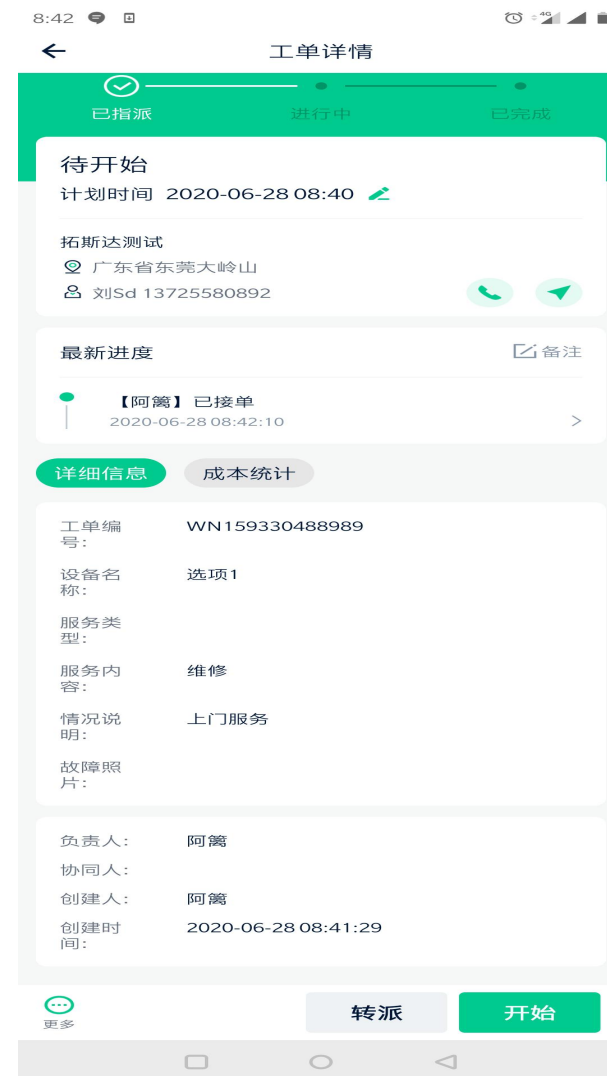 8:42
4G
工单详情
已指派
进行中
已完成
待开始
计划时间 2020-06-28 08:40
拓斯达测试
广东省东莞大岭山
刘Sd 13725580892
最新进度
备注
【阿篱】已接单
2020-06-28 08:42:10
详细信息
成本统计
工单编
号:
WN159330488989
设备名
称:
选项1
服务类
型:
服务内
容:
维修
情况说
明:
上门服务
故障照
片:
负责人:
阿篱
协同人:
创建人:
阿篱
创建时
间:
2020-06-28 08:41:29
更多
转派
开始